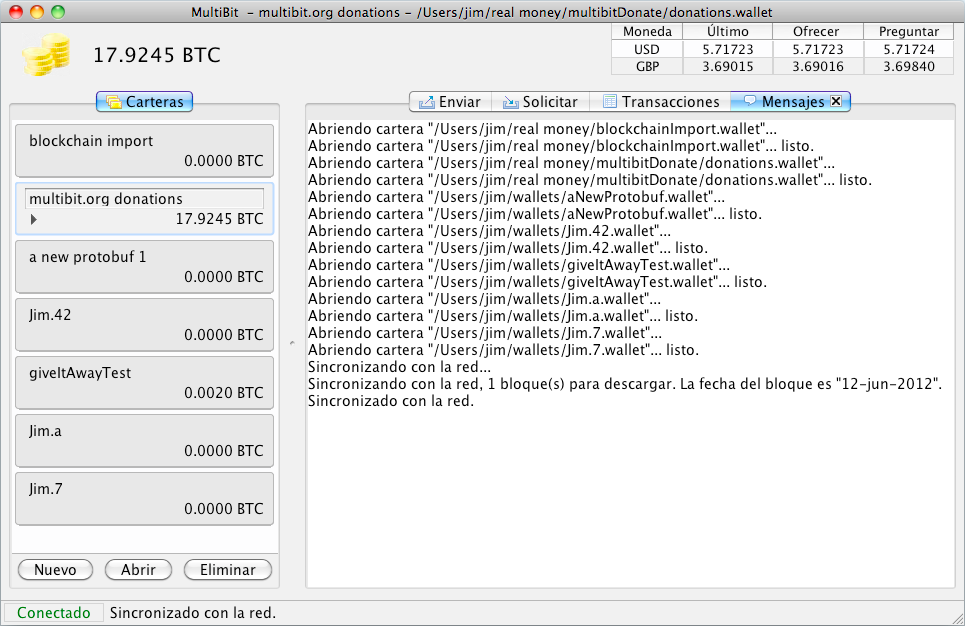 MultiBit - multibit.org donations - /Users/jim/real money/multibitDonate/donations.wallet
17.9245 BTC
Moneda Último Ofrecer Preguntar
USD 5.71723 5.71723 5.71724
GBP 3.69015 3.69016 3.69840
Carteras
blockchain import
0.0000 BTC
multibit.org donations
17.9245 BTC
a new protobuf 1
0.0000 BTC
Jim.42
0.0000 BTC
giveItAwayTest
0.0020 BTC
Jim.a
0.0000 BTC
Jim.7
0.0000 BTC
Nuevo Abrir Eliminar
Enviar Solicitar Transacciones Mensajes
Abriendo cartera "/Users/jim/real money/blockchainImport.wallet"...
Abriendo cartera "/Users/jim/real money/blockchainImport.wallet"... listo.
Abriendo cartera "/Users/jim/real money/multibitDonate/donations.wallet"...
Abriendo cartera "/Users/jim/real money/multibitDonate/donations.wallet"... listo.
Abriendo cartera "/Users/jim/wallets/aNewProtobuf.wallet"...
Abriendo cartera "/Users/jim/wallets/aNewProtobuf.wallet"... listo.
Abriendo cartera "/Users/jim/wallets/Jim.42.wallet"...
Abriendo cartera "/Users/jim/wallets/Jim.42.wallet"... listo.
Abriendo cartera "/Users/jim/wallets/giveItAwayTest.wallet"...
Abriendo cartera "/Users/jim/wallets/giveItAwayTest.wallet"... listo.
Abriendo cartera "/Users/jim/wallets/Jim.a.wallet"...
Abriendo cartera "/Users/jim/wallets/Jim.a.wallet"... listo.
Abriendo cartera "/Users/jim/wallets/Jim.7.wallet"...
Abriendo cartera "/Users/jim/wallets/Jim.7.wallet"... listo.
Sincronizando con la red...
Sincronizando con la red, 1 bloque(s) para descargar. La fecha del bloque es "12-jun-2012".
Sincronizado con la red.
Conectado Sincronizado con la red.